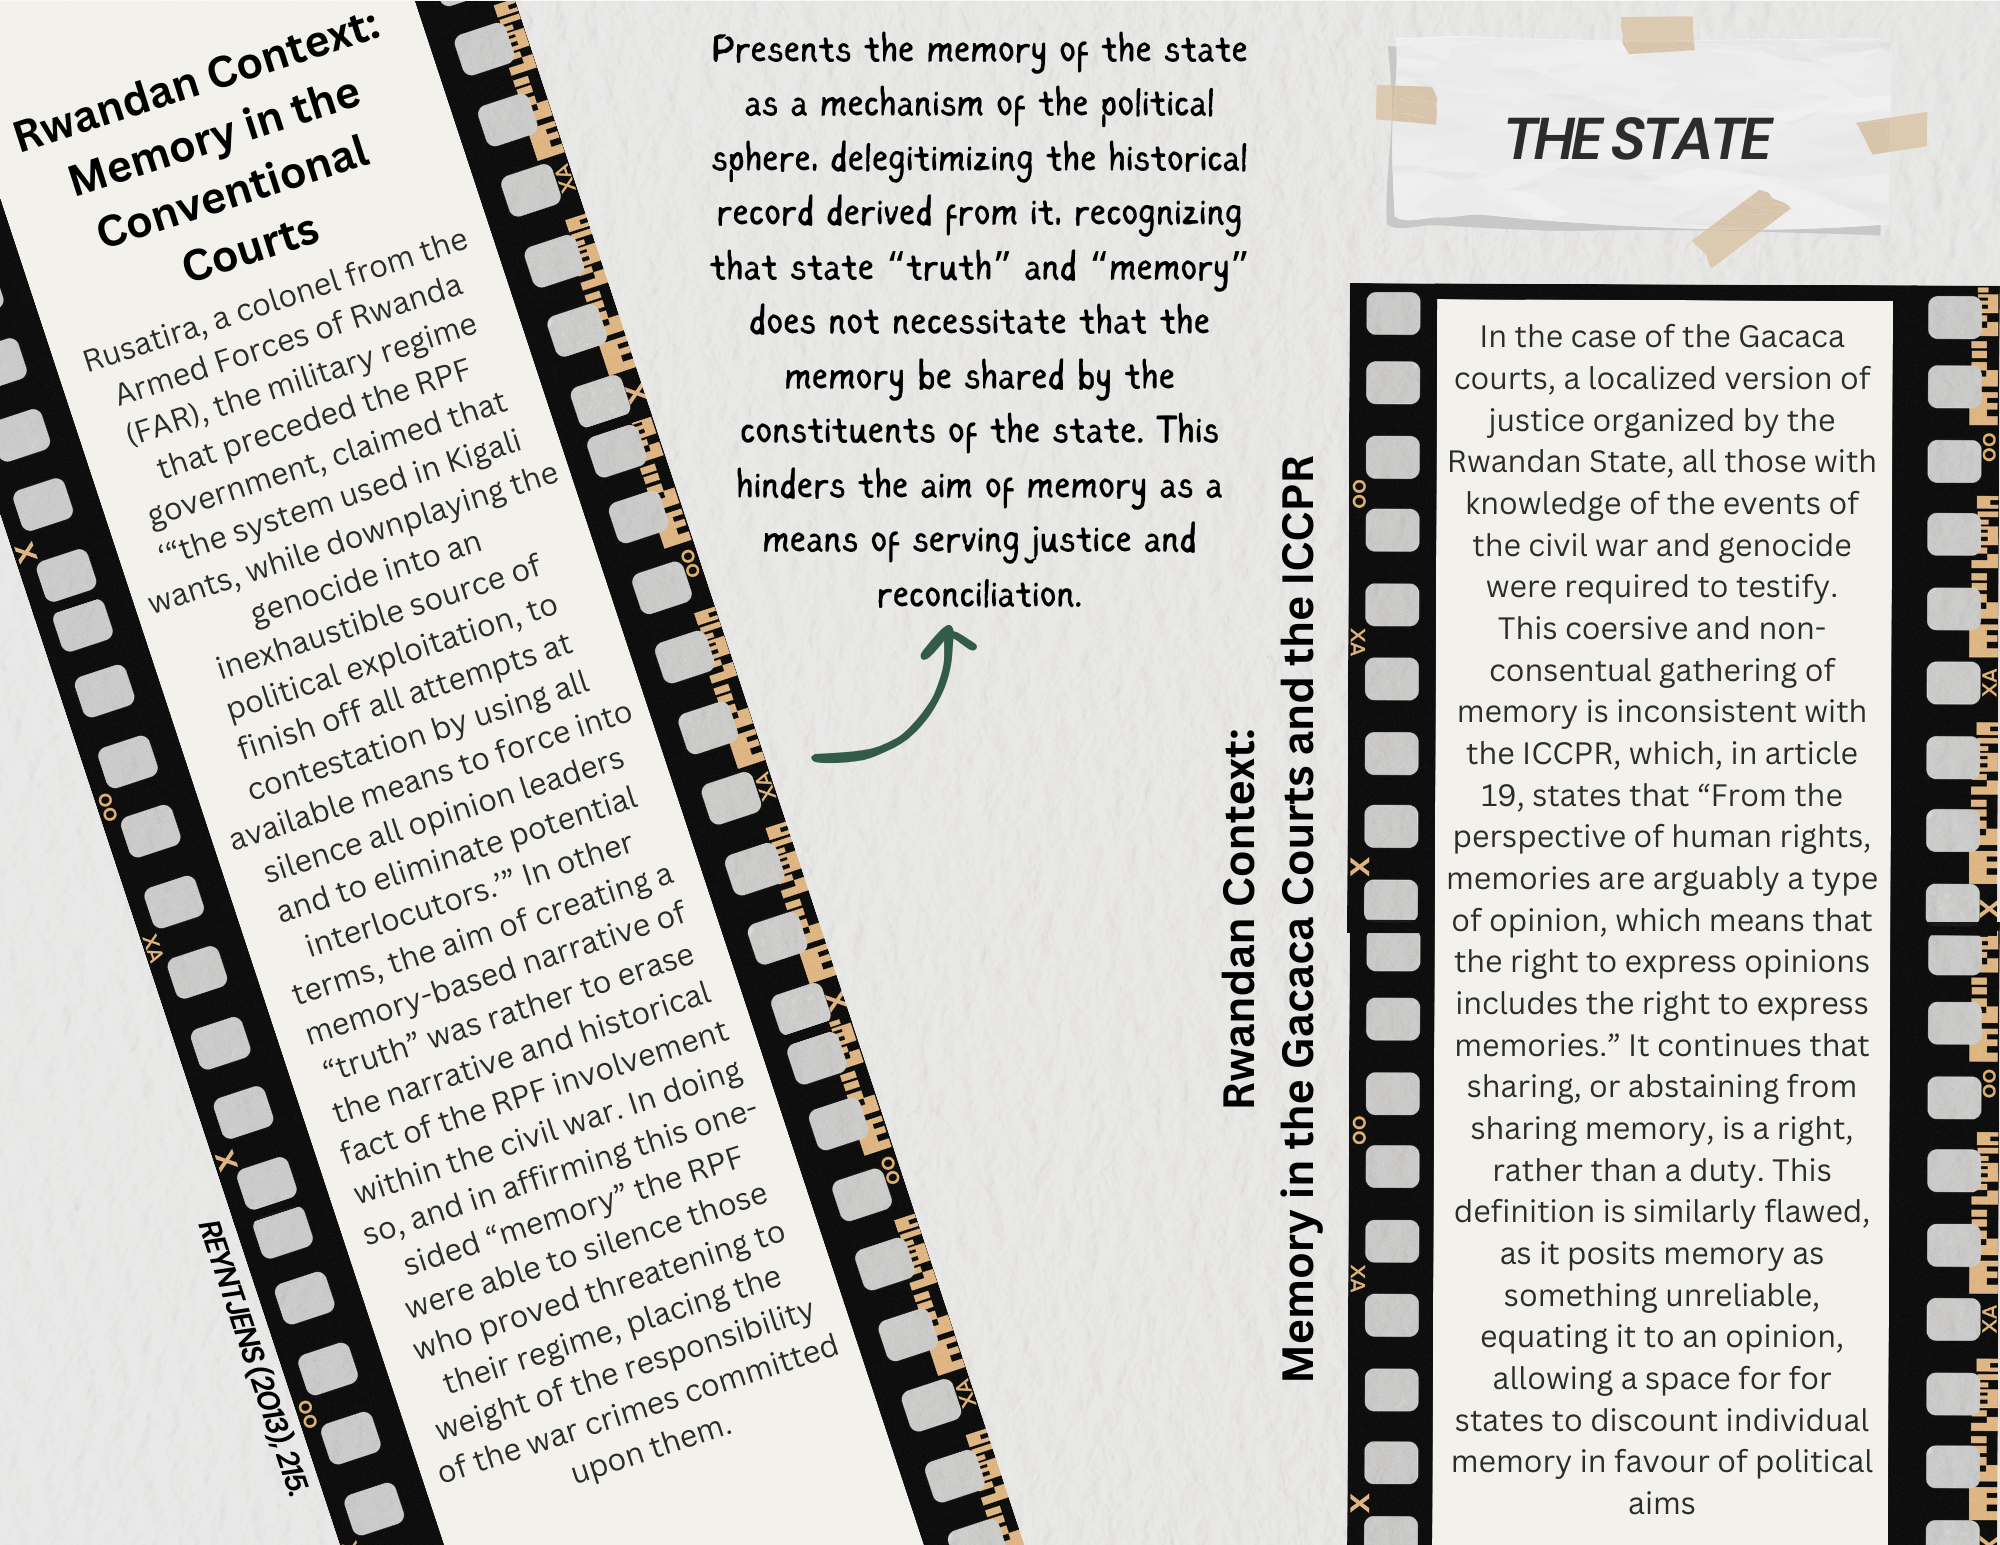 Rwandan Context:
Memory in the
Conventional
Courts
Rusatira, a colonel from the
Armed Forces of Rwanda
(FAR), the military regime
that preceded the RPF
government, claimed that
‘“the system used in Kigali
wants, while downplaying the
genocide into an
inexhaustible source of
political exploitation, to
finish off all attempts at
contestation by using all
available means to force into
silence all opinion leaders
and to eliminate potential
interlocutors.’” In other
terms, the aim of creating a
memory-based narrative of
“truth” was rather to erase
the narrative and historical
fact of the RPF involvement
within the civil war. In doing
so, and in affirming this one-
sided “memory” the RPF
were able to silence those
who proved threatening to
their regime, placing the
weight of the responsibility
of the war crimes committed
upon them.
REYNTJENS (2013), 215.
Presents the memory of the state
as a mechanism of the political
sphere, delegitimizing the historical
record derived from it, recognizing
that state “truth” and “memory”
does not necessitate that the
memory be shared by the
constituents of the state. This
hinders the aim of memory as a
means of serving justice and
reconciliation.
Rwandan Context:
Memory in the Gacaca Courts and the ICCPR
THE STATE
In the case of the Gacaca
courts, a localized version of
justice organized by the
Rwandan State, all those with
knowledge of the events of
the civil war and genocide
were required to testify.
This coersive and non-
consentual gathering of
memory is inconsistent with
the ICCPR, which, in article
19, states that “From the
perspective of human rights,
memories are arguably a type
of opinion, which means that
the right to express opinions
includes the right to express
memories.” It continues that
sharing, or abstaining from
sharing memory, is a right,
rather than a duty. This
definition is similarly flawed,
as it posits memory as
something unreliable,
equating it to an opinion,
allowing a space for for
states to discount individual
memory in favour of political
aims